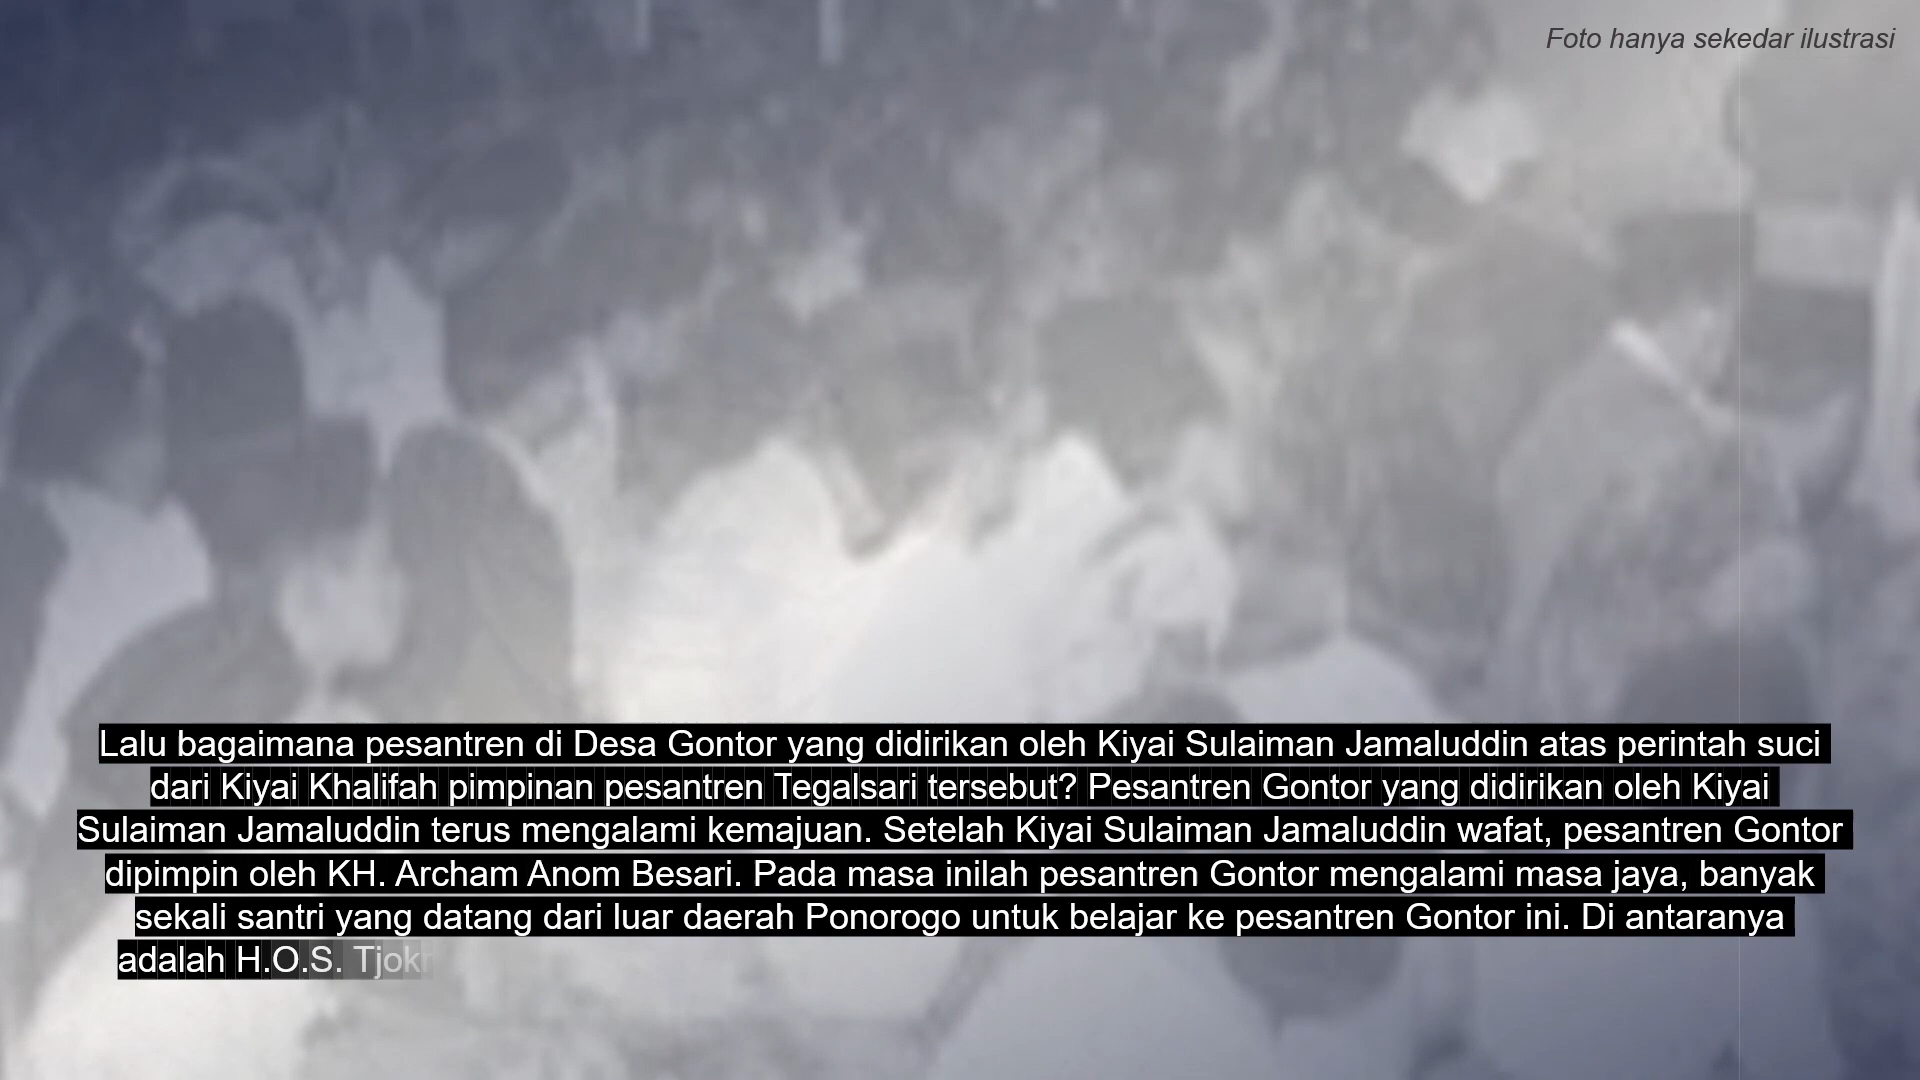 Foto hanya sekedar ilustrasi
Lalu bagaimana pesantren di Desa Gontor yang didirikan oleh Kiyai Sulaiman Jamaluddin atas perintah suci
dari Kiyai Khalifah pimpinan pesantren Tegalsari tersebut? Pesantren Gontor yang didirikan oleh Kiyai
Sulaiman Jamaluddin terus mengalami kemajuan. Setelah Kiyai Sulaiman Jamaluddin wafat, pesantren Gontor
dipimpin oleh KH. Archam Anom Besari. Pada masa inilah pesantren Gontor mengalami masa jaya, banyak
sekali santri yang datang dari luar daerah Ponorogo untuk belajar ke pesantren Gontor ini. Di antaranya
adalah H.O.S. Tjok